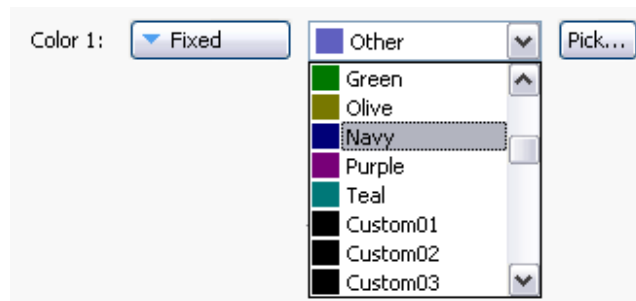 Color 1: Fixed Other Pick...
Green
Olive
Navy
Purple
Teal
Custom01
Custom02
Custom03